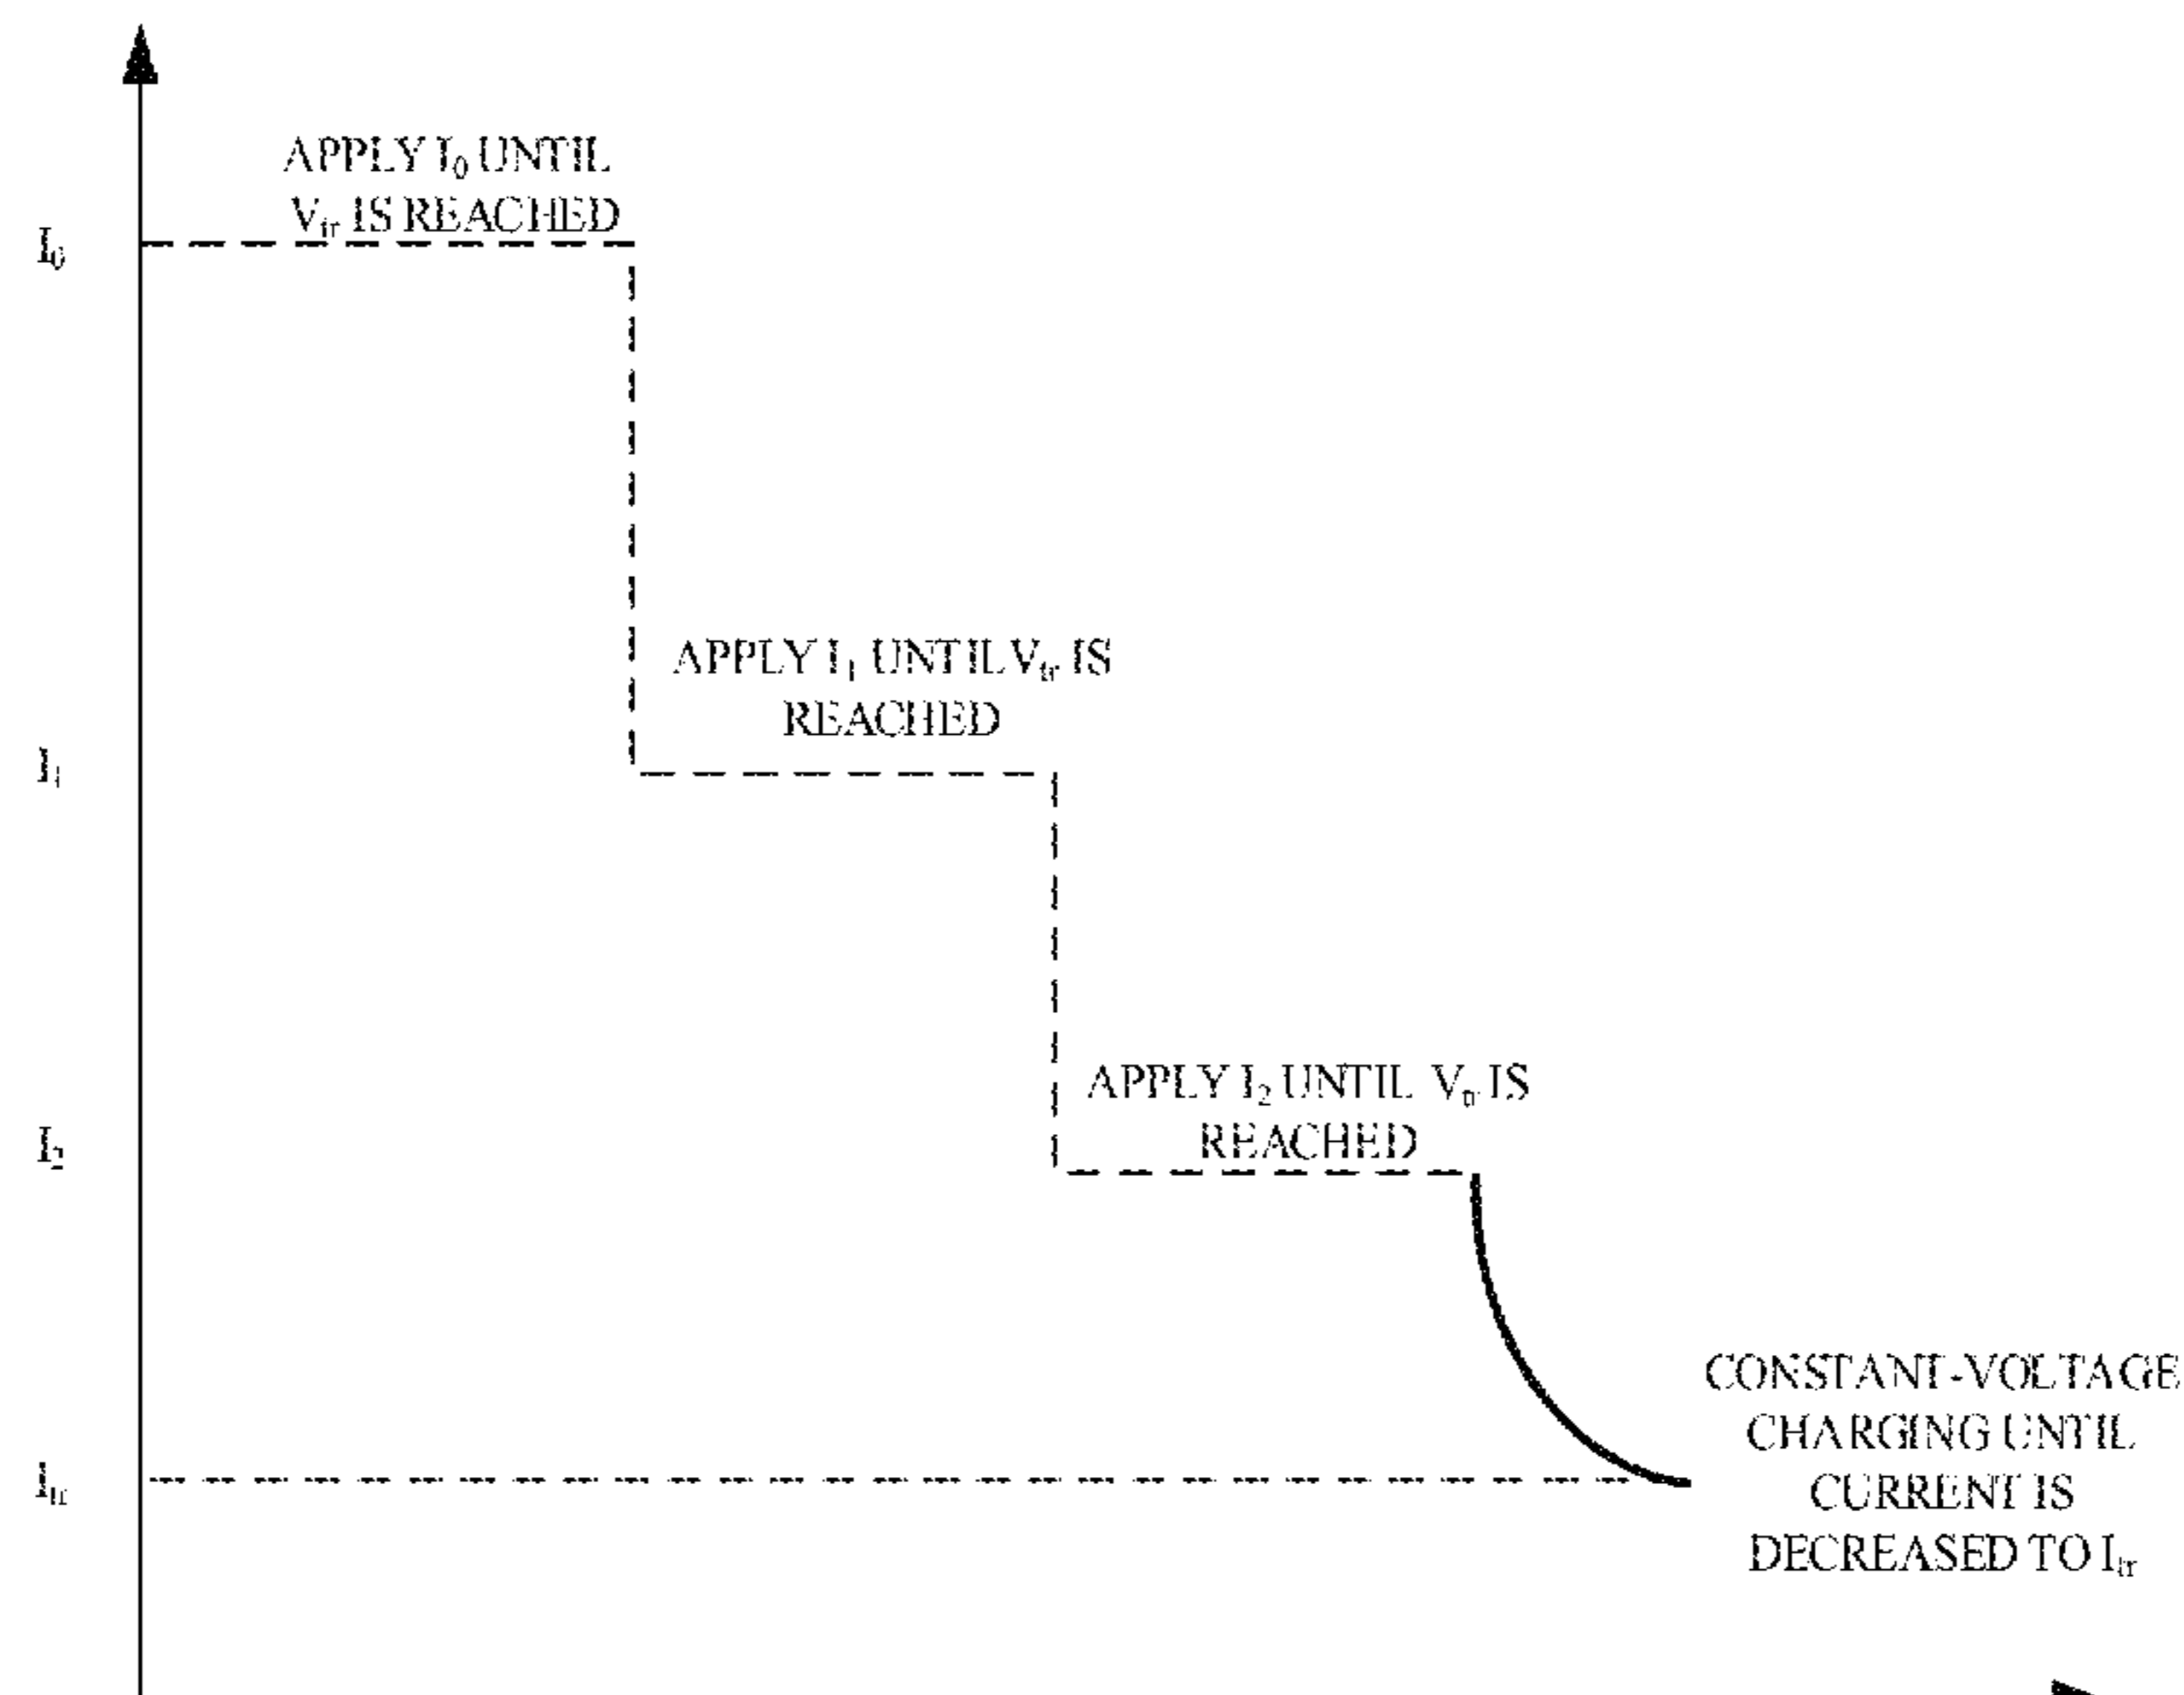 APPLY I₀ UNTIL
Vₜᵣ IS REACHED
I₀
APPLY I₁ UNTIL Vₜᵣ IS
REACHED
I₁
APPLY I₂ UNTIL Vₜᵣ IS
REACHED
I₂
CONSTANT-VOLTAGE
CHARGING UNTIL
CURRENT IS
DECREASED TO Iₜᵣ
Iₜᵣ